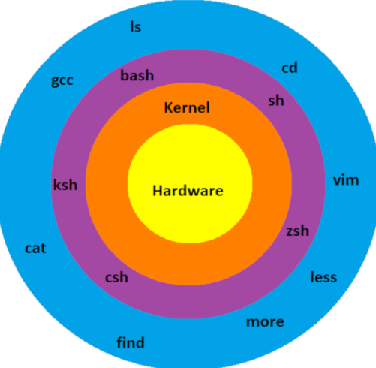 ls
cd
gcc
bash
sh
Kernel
ksh
Hardware
vim
zsh
cat
csh
less
more
find